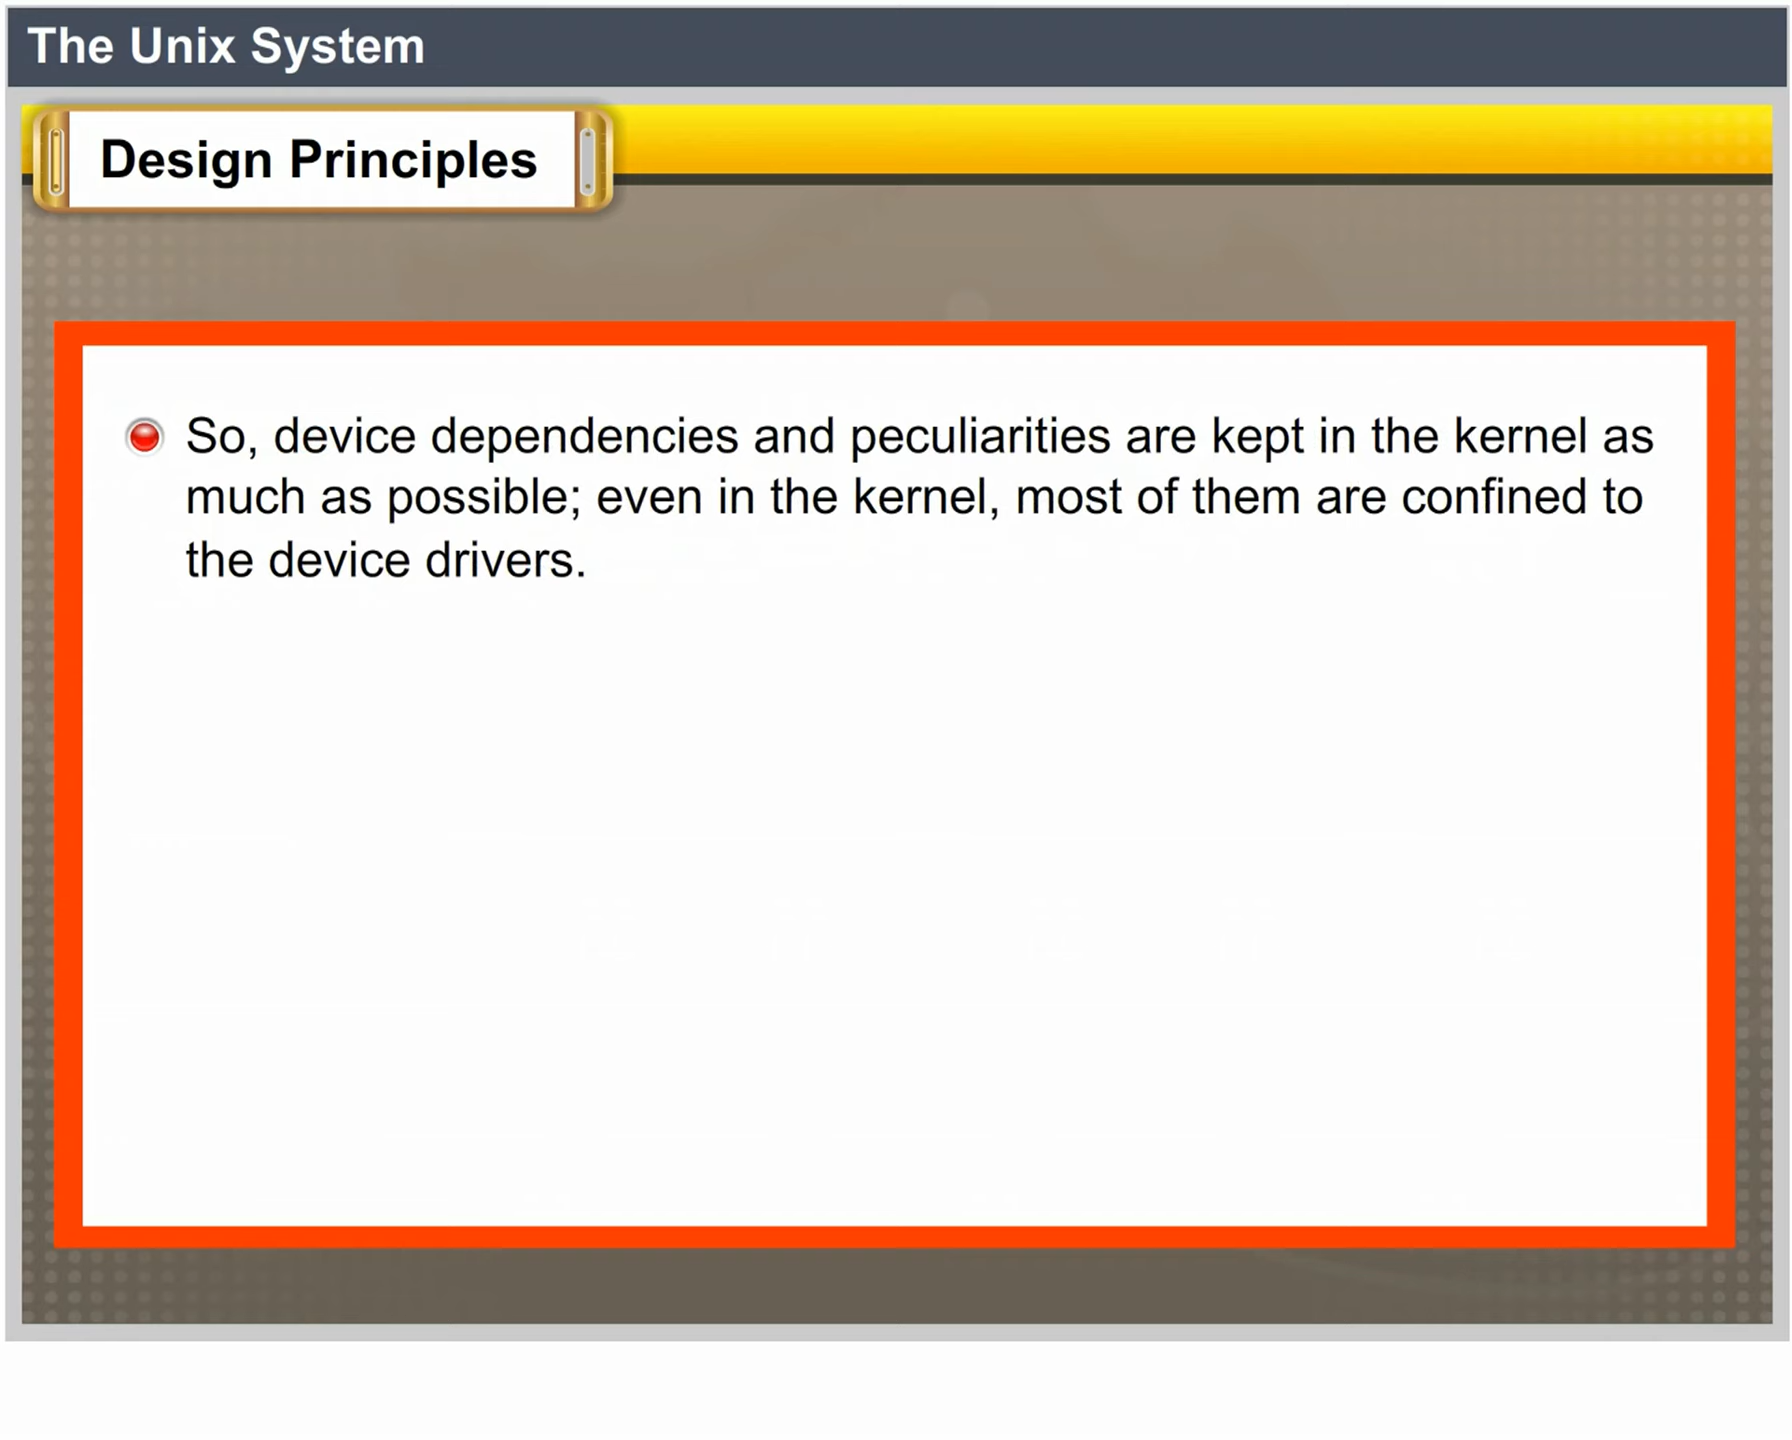 The Unix System
Design Principles
So, device dependencies and peculiarities are kept in the kernel as
much as possible; even in the kernel, most of them are confined to
the device drivers.